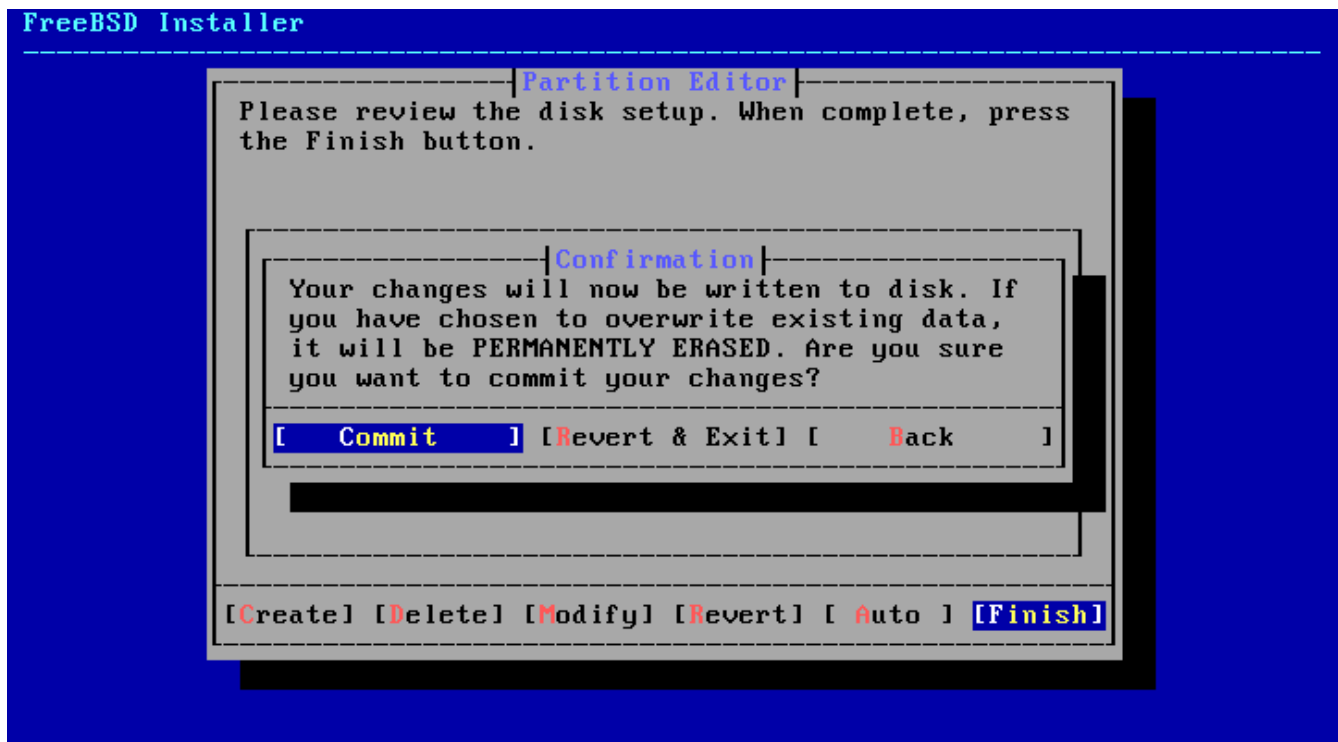 FreeBSD Installer
Partition Editor
Please review the disk setup. When complete, press
the Finish button.
Confirmation
Your changes will now be written to disk. If
you have chosen to overwrite existing data,
it will be PERMANENTLY ERASED. Are you sure
you want to commit your changes?
[ Commit ] [Revert & Exit] [ Back ]
[Create] [Delete] [Modify] [Revert] [ Auto ] [Finish]